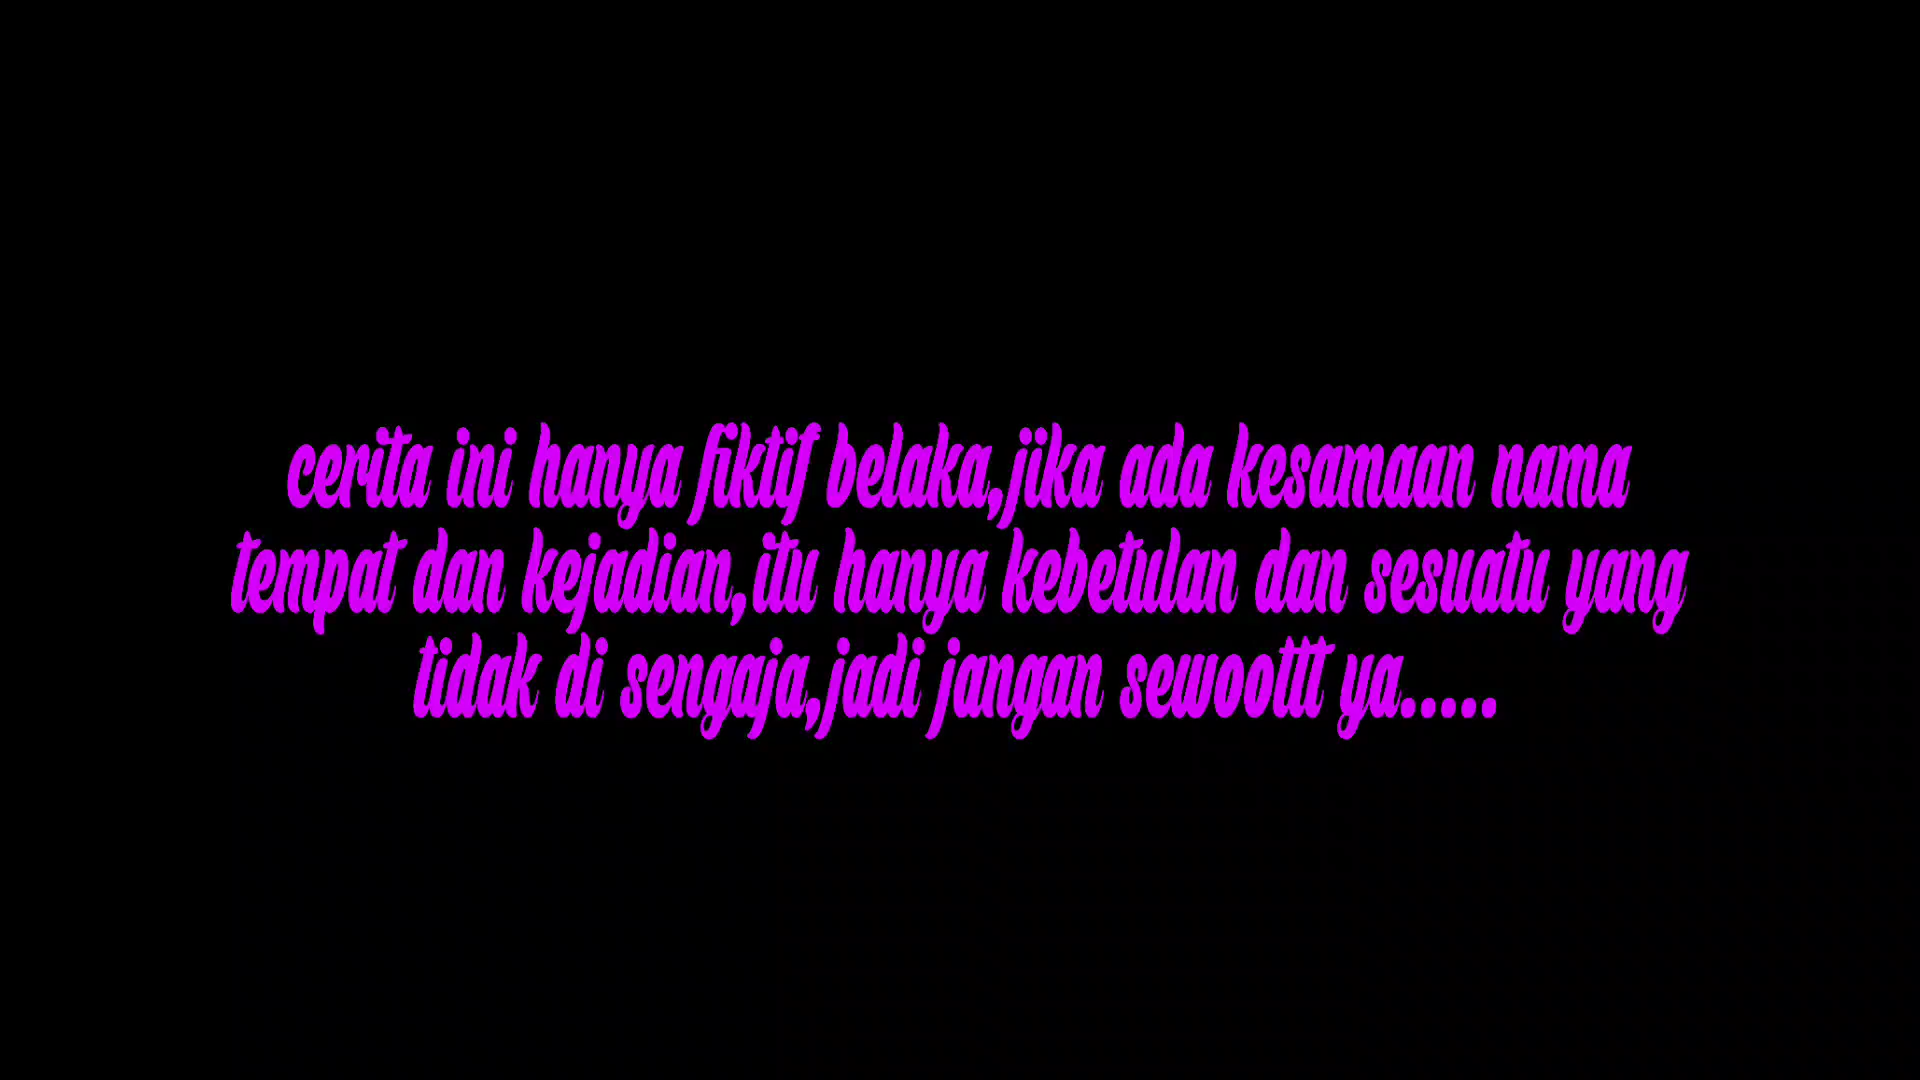 cerita ini hanya fiktif belaka,jika ada kesamaan nama
tempat dan kejadian,itu hanya kebetulan dan sesuatu yang
tidak di sengaja,jadi jangan sewoottt ya.....